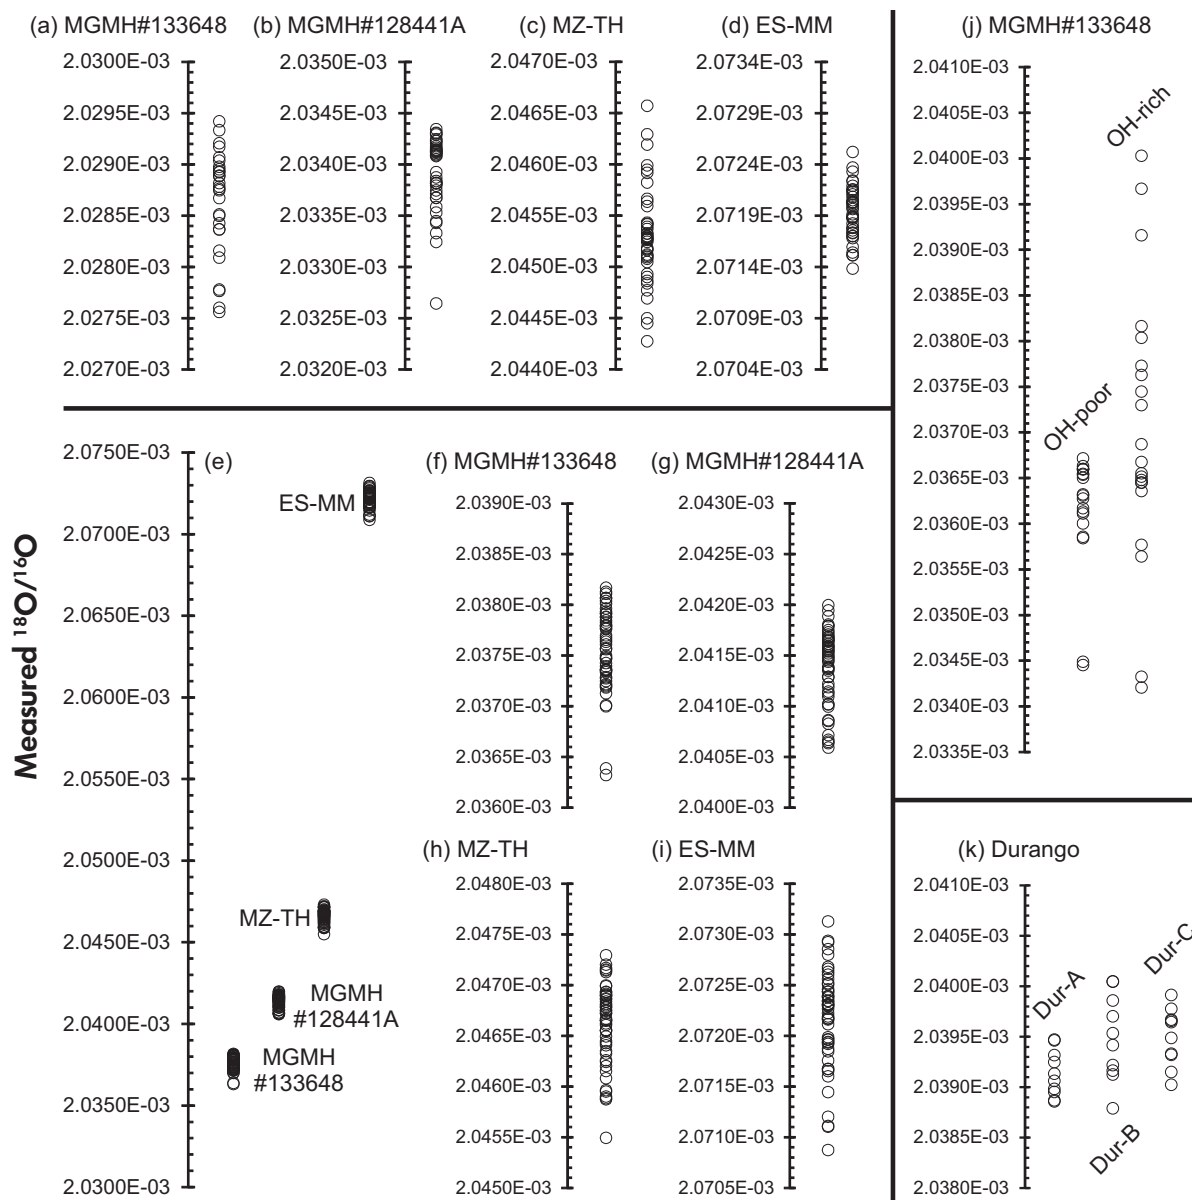 (a) MGMH#133648
2.0300E-03
2.0295E-03
2.0290E-03
2.0285E-03
2.0280E-03
2.0275E-03
2.0270E-03
(b) MGMH#128441A
2.0350E-03
2.0345E-03
2.0340E-03
2.0335E-03
2.0330E-03
2.0325E-03
2.0320E-03
(c) MZ-TH
2.0470E-03
2.0465E-03
2.0460E-03
2.0455E-03
2.0450E-03
2.0445E-03
2.0440E-03
(d) ES-MM
2.0734E-03
2.0729E-03
2.0724E-03
2.0719E-03
2.0714E-03
2.0709E-03
2.0704E-03
Measured ¹⁸O/¹⁶O
(e)
2.0750E-03
2.0700E-03
2.0650E-03
2.0600E-03
2.0550E-03
2.0500E-03
2.0450E-03
2.0400E-03
2.0350E-03
2.0300E-03
ES-MM
MZ-TH
MGMH
#128441A
MGMH
#133648
(f) MGMH#133648
2.0390E-03
2.0385E-03
2.0380E-03
2.0375E-03
2.0370E-03
2.0365E-03
2.0360E-03
(g) MGMH#128441A
2.0430E-03
2.0425E-03
2.0420E-03
2.0415E-03
2.0410E-03
2.0405E-03
2.0400E-03
(h) MZ-TH
2.0480E-03
2.0475E-03
2.0470E-03
2.0465E-03
2.0460E-03
2.0455E-03
2.0450E-03
(i) ES-MM
2.0735E-03
2.0730E-03
2.0725E-03
2.0720E-03
2.0715E-03
2.0710E-03
2.0705E-03
(j) MGMH#133648
2.0410E-03
2.0405E-03
2.0400E-03
2.0395E-03
2.0390E-03
2.0385E-03
2.0380E-03
2.0375E-03
2.0370E-03
2.0365E-03
2.0360E-03
2.0355E-03
2.0350E-03
2.0345E-03
2.0340E-03
2.0335E-03
OH-poor
OH-rich
(k) Durango
2.0410E-03
2.0405E-03
2.0400E-03
2.0395E-03
2.0390E-03
2.0385E-03
2.0380E-03
Dur-A
Dur-B
Dur-C